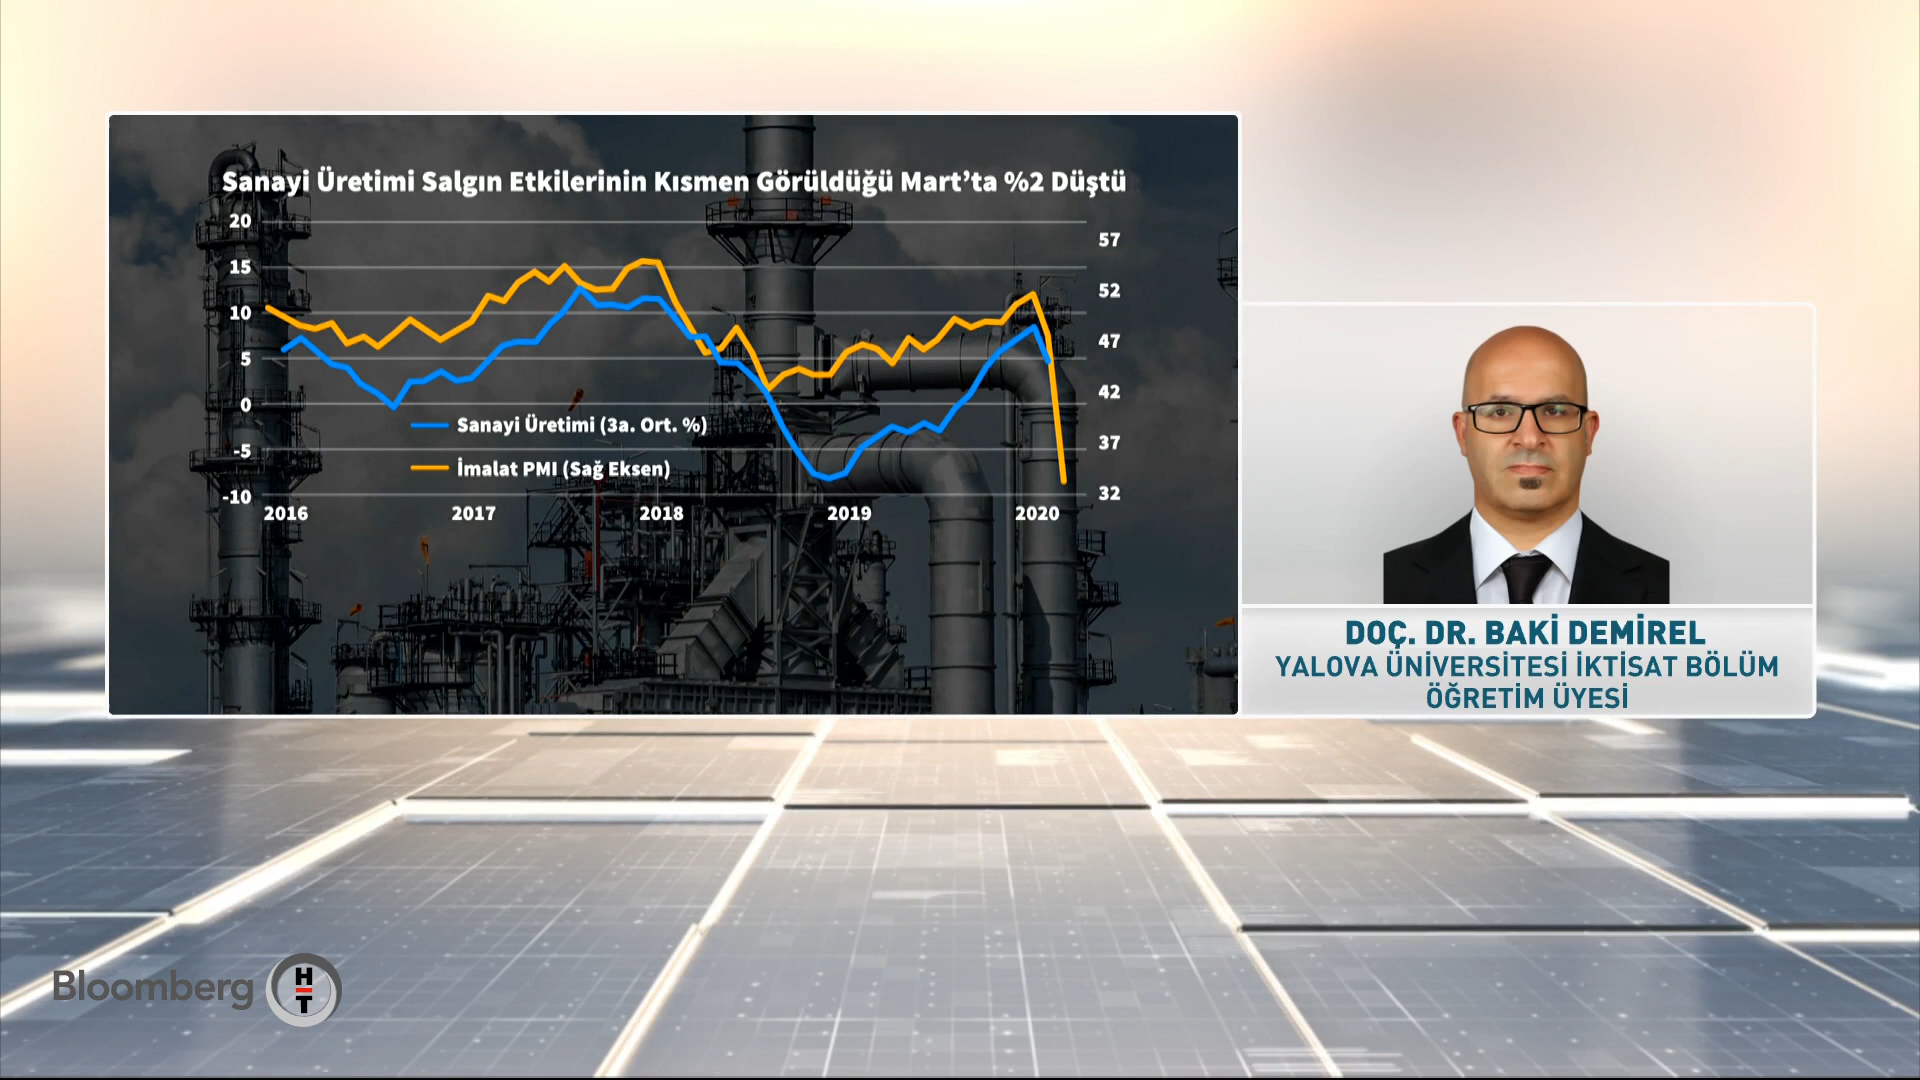 Sanayi Üretimi Salgın Etkilerinin Kısmen Görüldüğü Mart'ta %2 Düştü
20
15
10
5
0
-5
-10
57
52
47
42
37
32
Sanayi Üretimi (3a. Ort. %)
İmalat PMI (Sağ Eksen)
2016 2017 2018 2019 2020
DOÇ. DR. BAKİ DEMİREL
YALOVA ÜNİVERSİTESİ İKTİSAT BÖLÜM
ÖĞRETİM ÜYESİ
Bloomberg HT